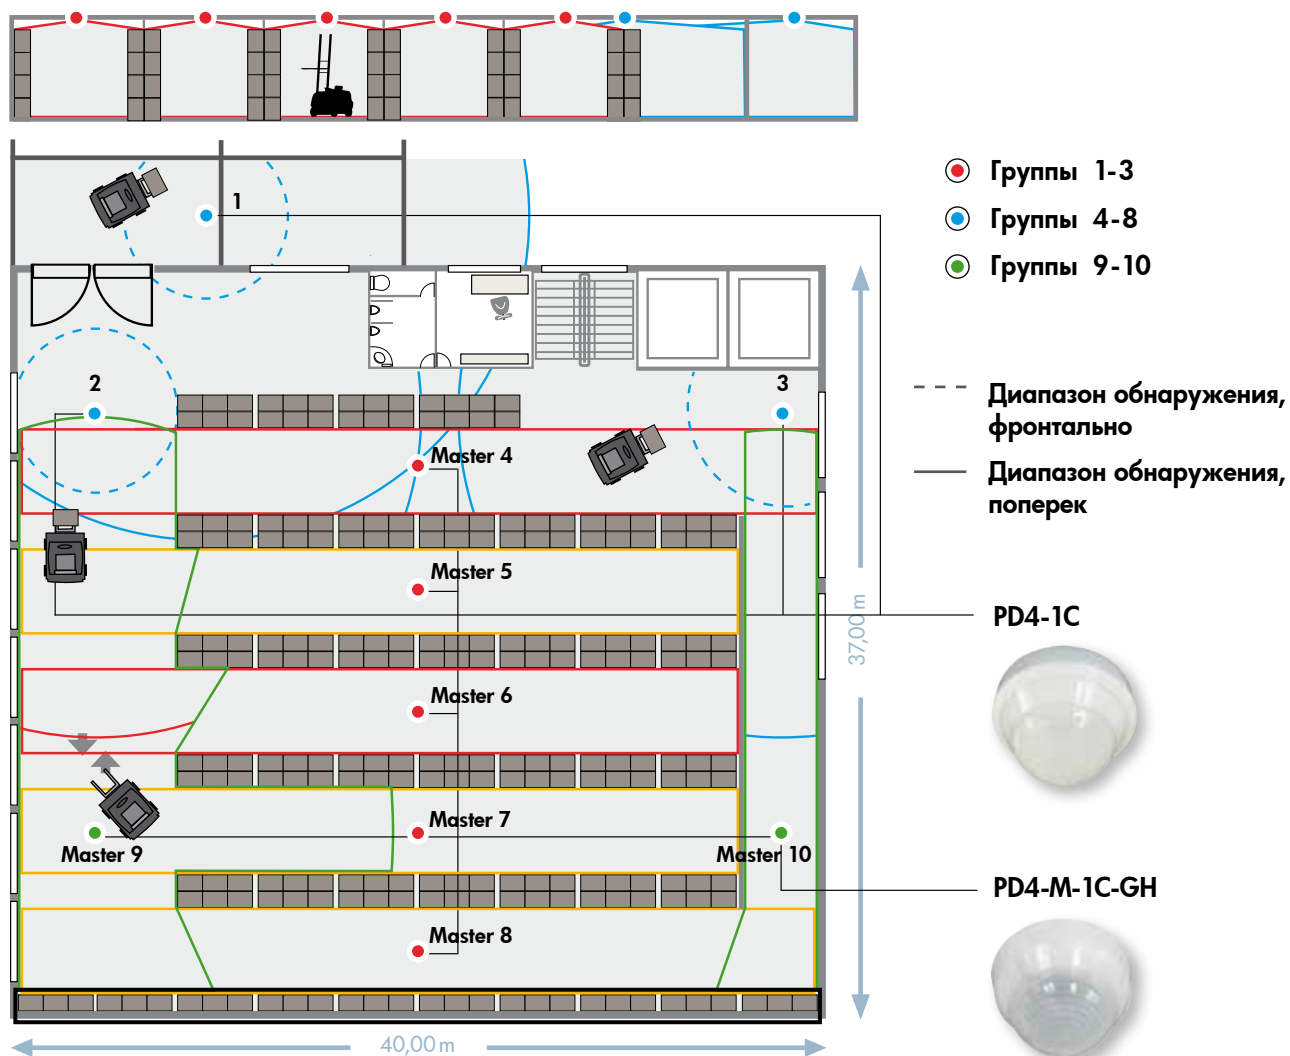 Группы 1-3
1
Группы 4-8
Группы 9-10
2
3
Диапазон обнаружения,
фронтально
Master 4
Диапазон обнаружения,
поперек
Master 5
37,00 m
PD4-1C
Master 6
Master 7
Master 9
Master 10
PD4-M-1C-GH
Master 8
40,00 m